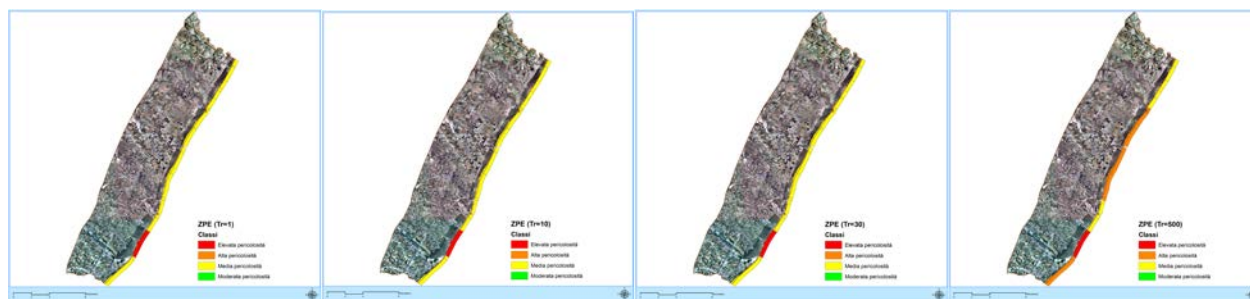 ZPE (Tr=1)
Classi
Elevata pericolosità
Alta pericolosità
Media pericolosità
Moderata pericolosità
ZPE (Tr=10)
Classi
Elevata pericolosità
Alta pericolosità
Media pericolosità
Moderata pericolosità
ZPE (Tr=30)
Classi
Elevata pericolosità
Alta pericolosità
Media pericolosità
Moderata pericolosità
ZPE (Tr=500)
Classi
Elevata pericolosità
Alta pericolosità
Media pericolosità
Moderata pericolosità